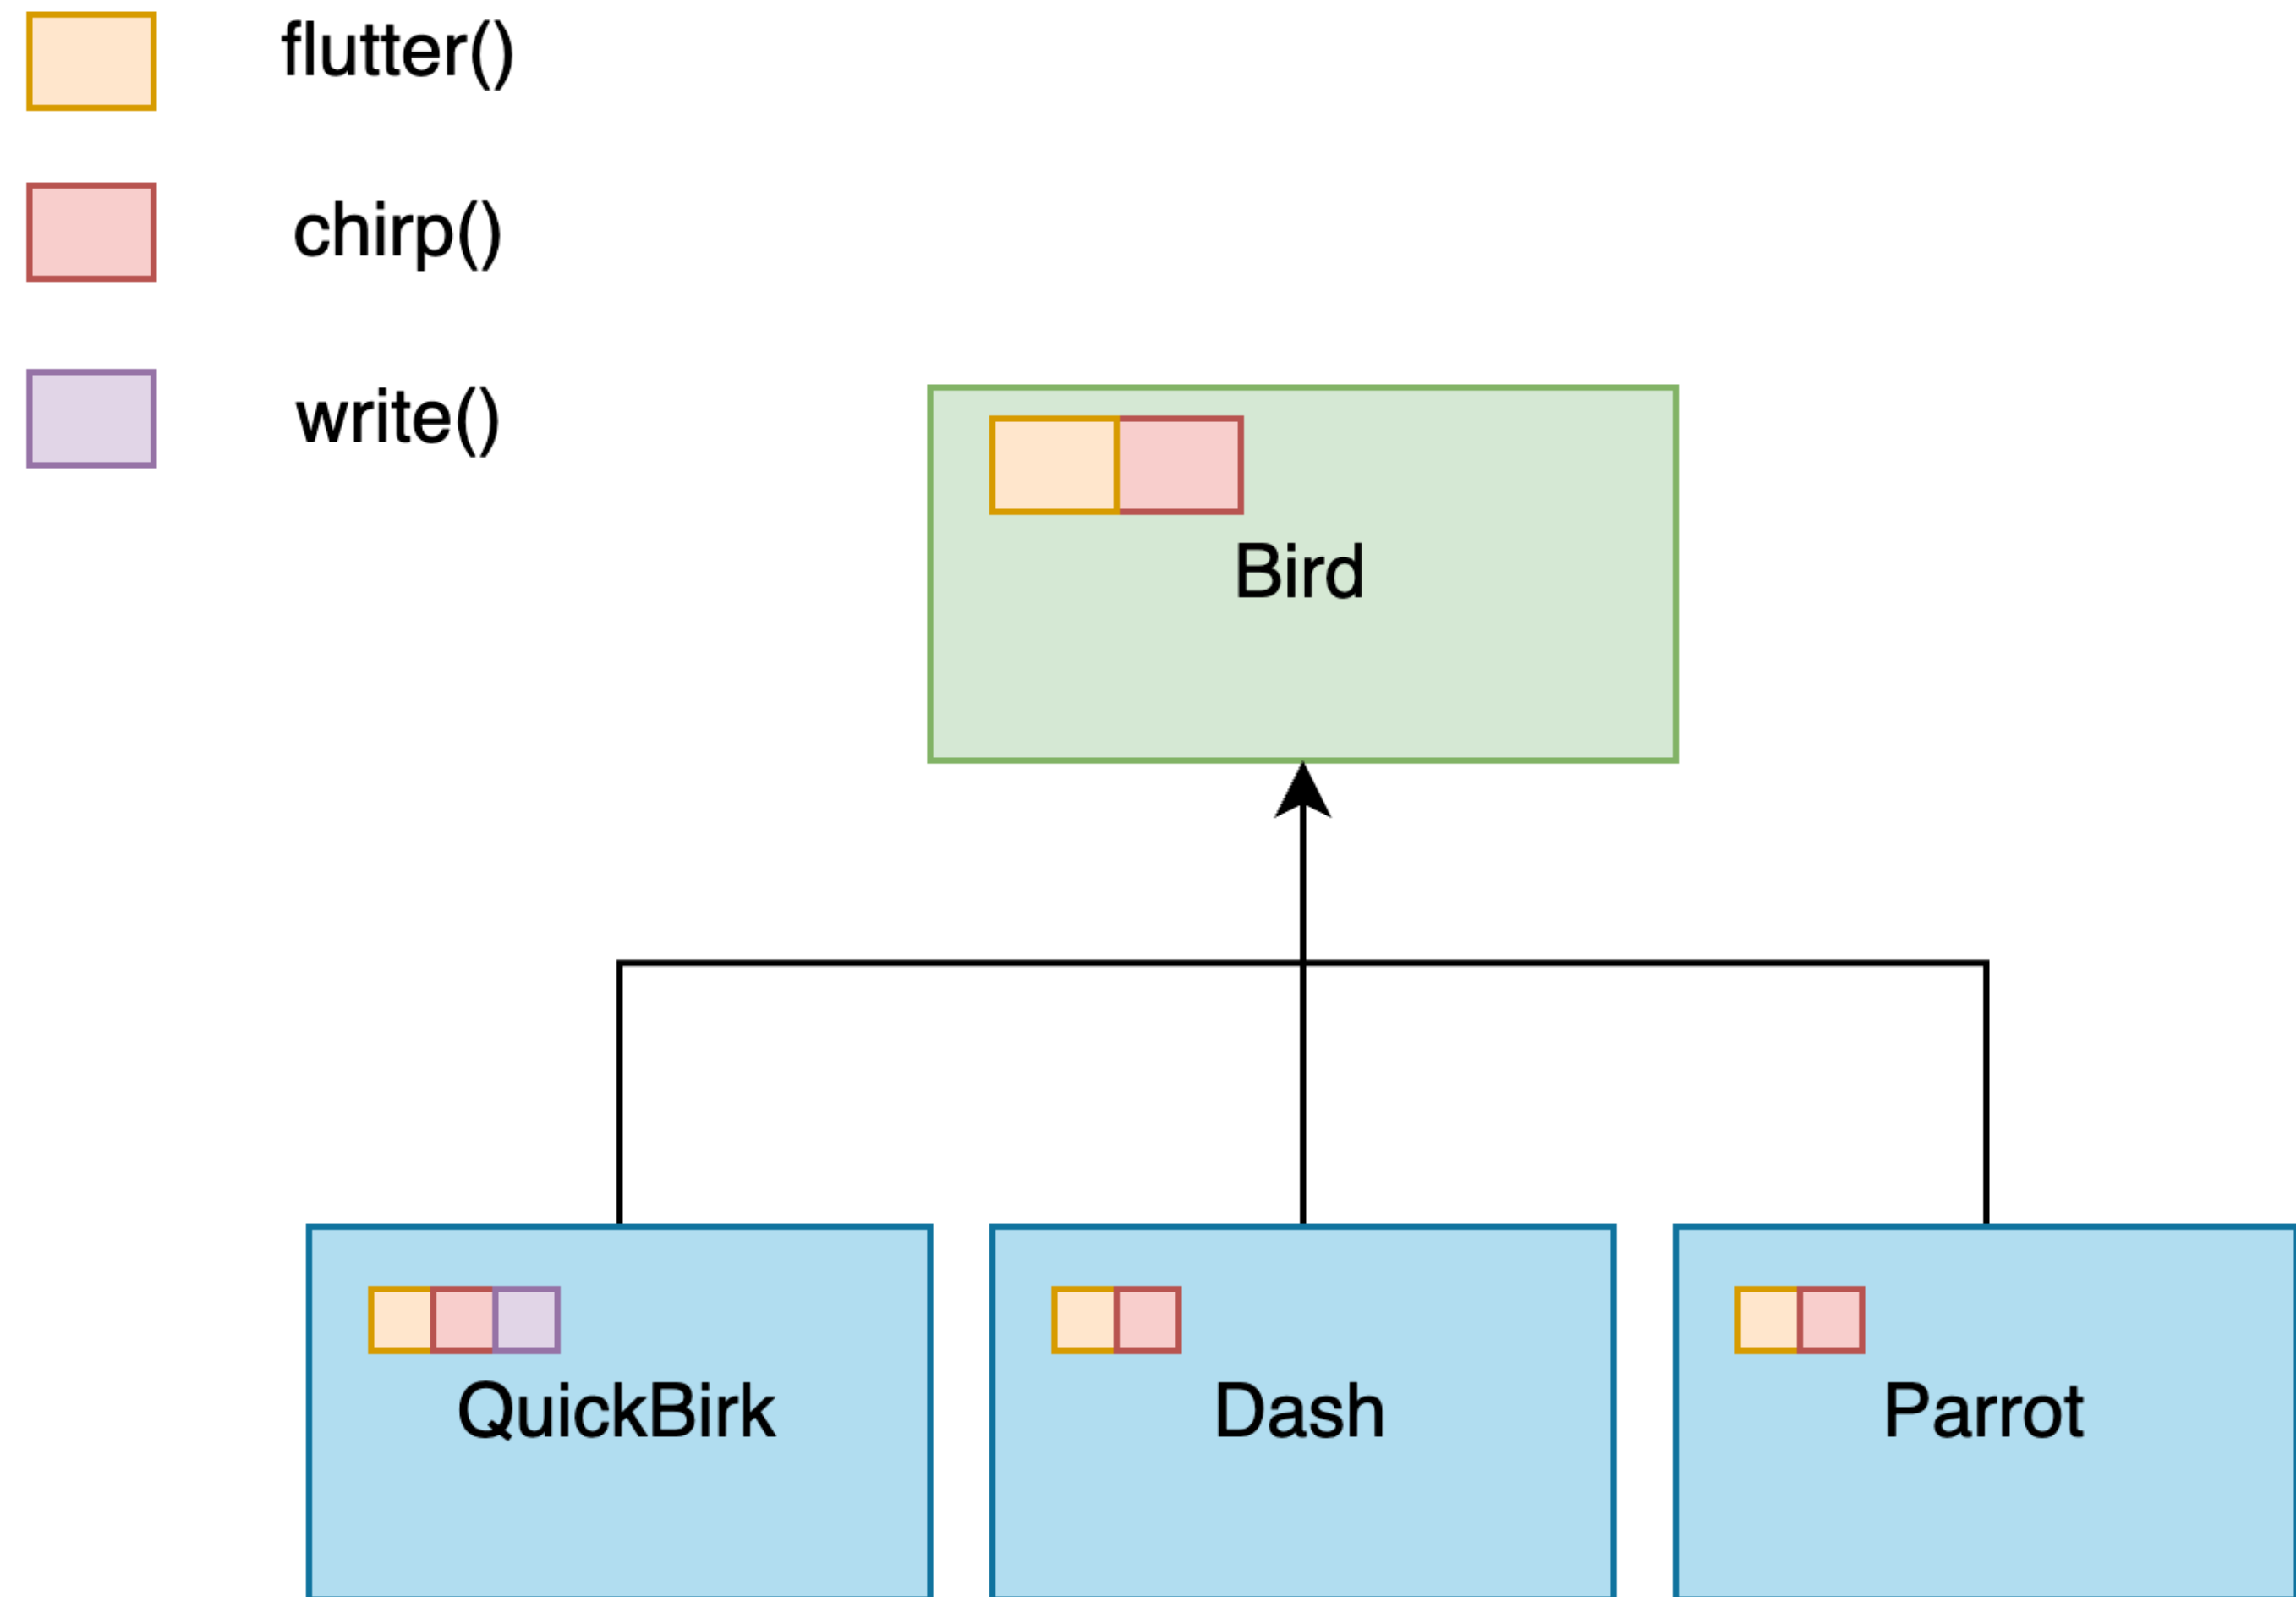 flutter()
chirp()
write()
Bird
QuickBirk
Dash
Parrot